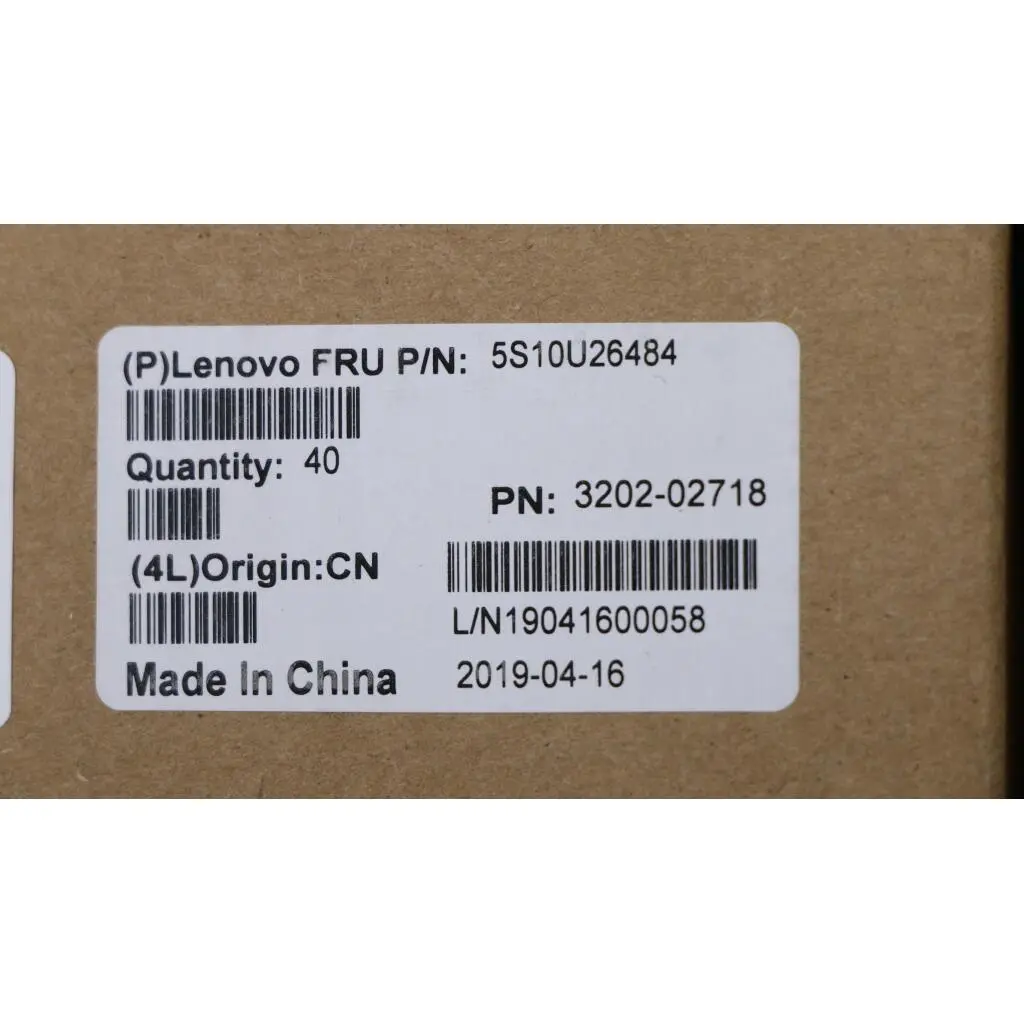 (P)Lenovo FRU P/N: 5S10U26484
Quantity: 40
PN: 3202-02718
(4L)Origin:CN
L/N19041600058
Made In China
2019-04-16